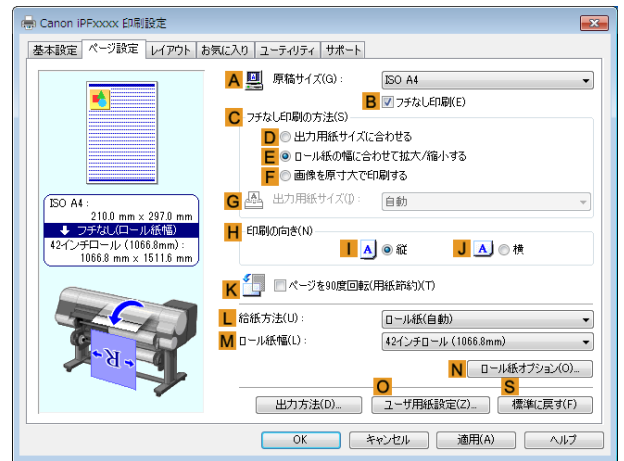 Canon iPFxxxx 印刷設定
基本設定 ページ設定 レイアウト お気に入り ユーティリティ サポート
A 原稿サイズ(G): ISO A4
B フチなし印刷(E)
C フチなし印刷の方法(S)
D 出力用紙サイズに合わせる
E ロール紙の幅に合わせて拡大/縮小する
F 画像を原寸大で印刷する
G 出力用紙サイズ(I): 自動
ISO A4:
210.0 mm x 297.0 mm
フチなし(ロール紙幅)
42インチロール (1066.8mm):
1066.8 mm x 1511.6 mm
H 印刷の向き(N)
I A 縦 J A 横
K ページを90度回転(用紙節約)(T)
L 給紙方法(U): ロール紙(自動)
M ロール紙幅(L): 42インチロール (1066.8mm)
R
N ロール紙オプション(O)...
O S
出力方法(D)... ユーザ用紙設定(Z)... 標準に戻す(F)
OK キャンセル 適用(A) ヘルプ